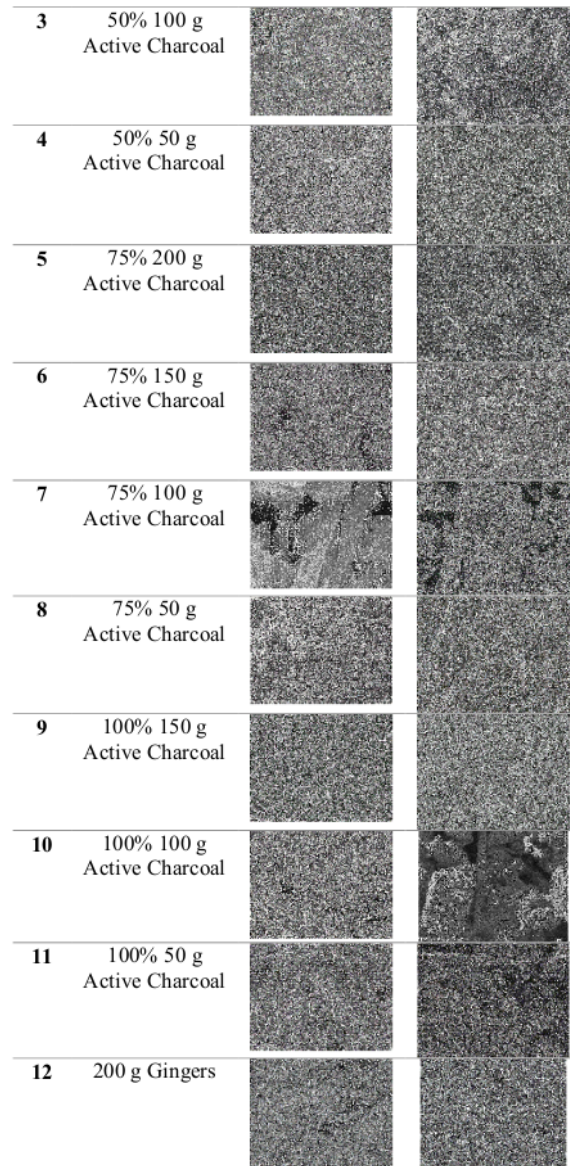 3 50% 100 g
Active Charcoal
4 50% 50 g
Active Charcoal
5 75% 200 g
Active Charcoal
6 75% 150 g
Active Charcoal
7 75% 100 g
Active Charcoal
8 75% 50 g
Active Charcoal
9 100% 150 g
Active Charcoal
10 100% 100 g
Active Charcoal
11 100% 50 g
Active Charcoal
12 200 g Gingers